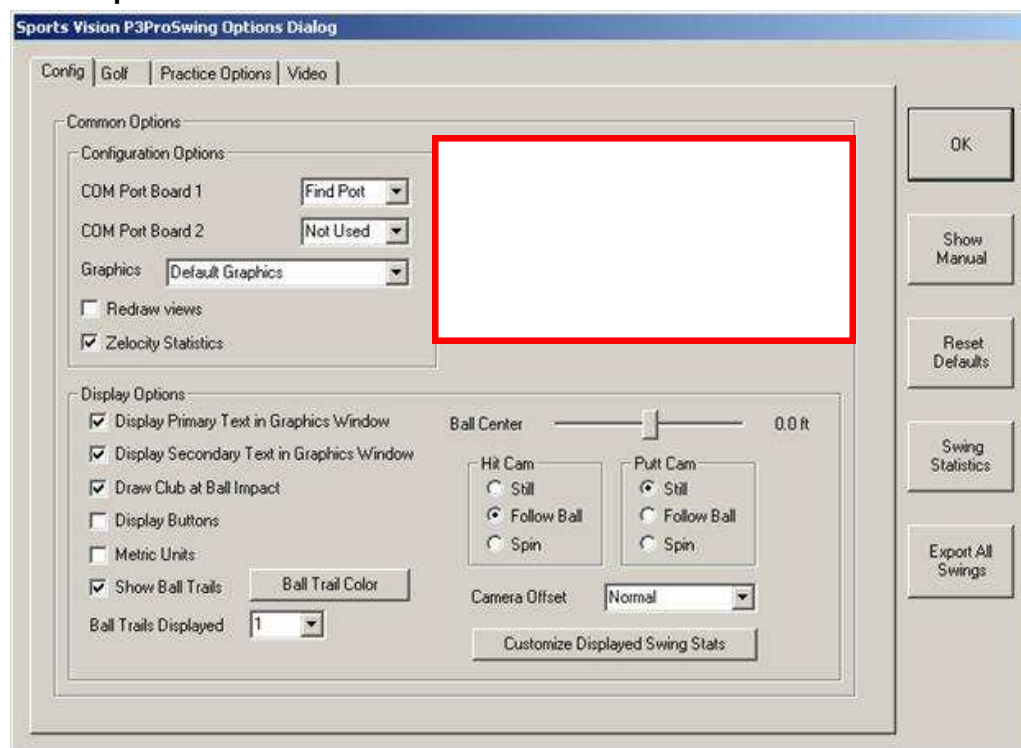 Sports Vision P3ProSwing Options Dialog
Config Golf Practice Options Video
Common Options
Configuration Options
COM Port Board 1 Find Port
COM Port Board 2 Not Used
Graphics Default Graphics
Redraw views
Zelocity Statistics
Display Options
Display Primary Text in Graphics Window
Display Secondary Text in Graphics Window
Draw Club at Ball Impact
Display Buttons
Metric Units
Show Ball Trails Ball Trail Color
Ball Trails Displayed 1
Ball Center 0.0 ft
Hit Cam
Still
Follow Ball
Spin
Putt Cam
Still
Follow Ball
Spin
Camera Offset Normal
Customize Displayed Swing Stats
OK
Show
Manual
Reset
Defaults
Swing
Statistics
Export All
Swings